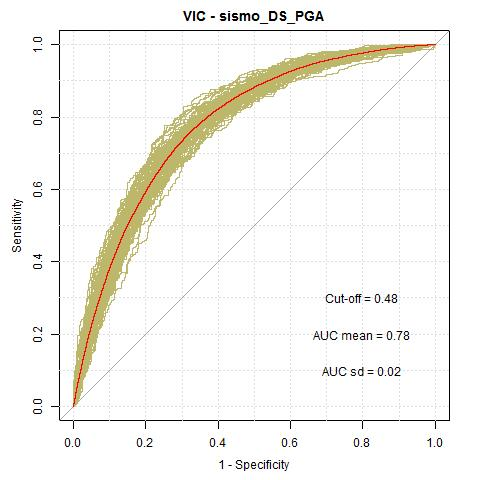 VIC - sismo_DS_PGA
1.0
0.8
0.6
0.4
0.2
0.0
Sensitivity
Cut-off = 0.48
AUC mean = 0.78
AUC sd = 0.02
0.0 0.2 0.4 0.6 0.8 1.0
1 - Specificity